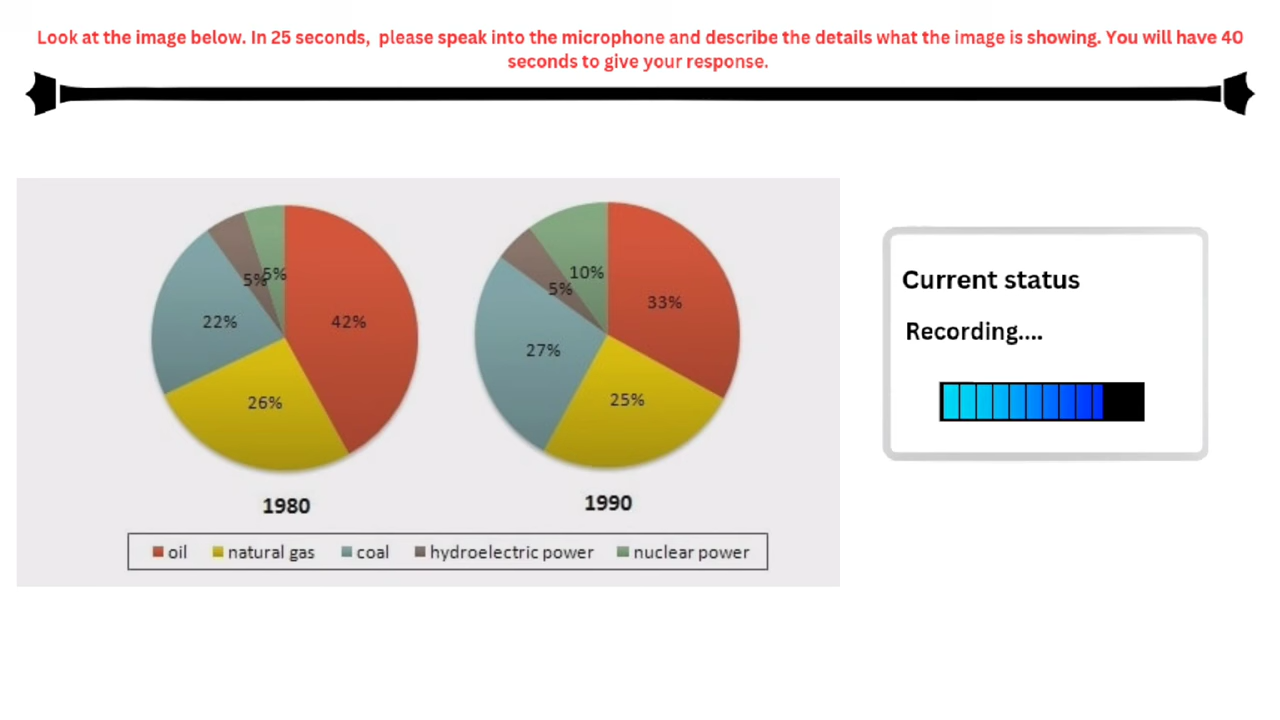 Look at the image below. In 25 seconds, please speak into the microphone and describe the details what the image is showing. You will have 40
seconds to give your response.
Current status
Recording....
5%
5%
22%
42%
26%
10%
5%
33%
27%
25%
1980
1990
oil natural gas coal hydroelectric power nuclear power